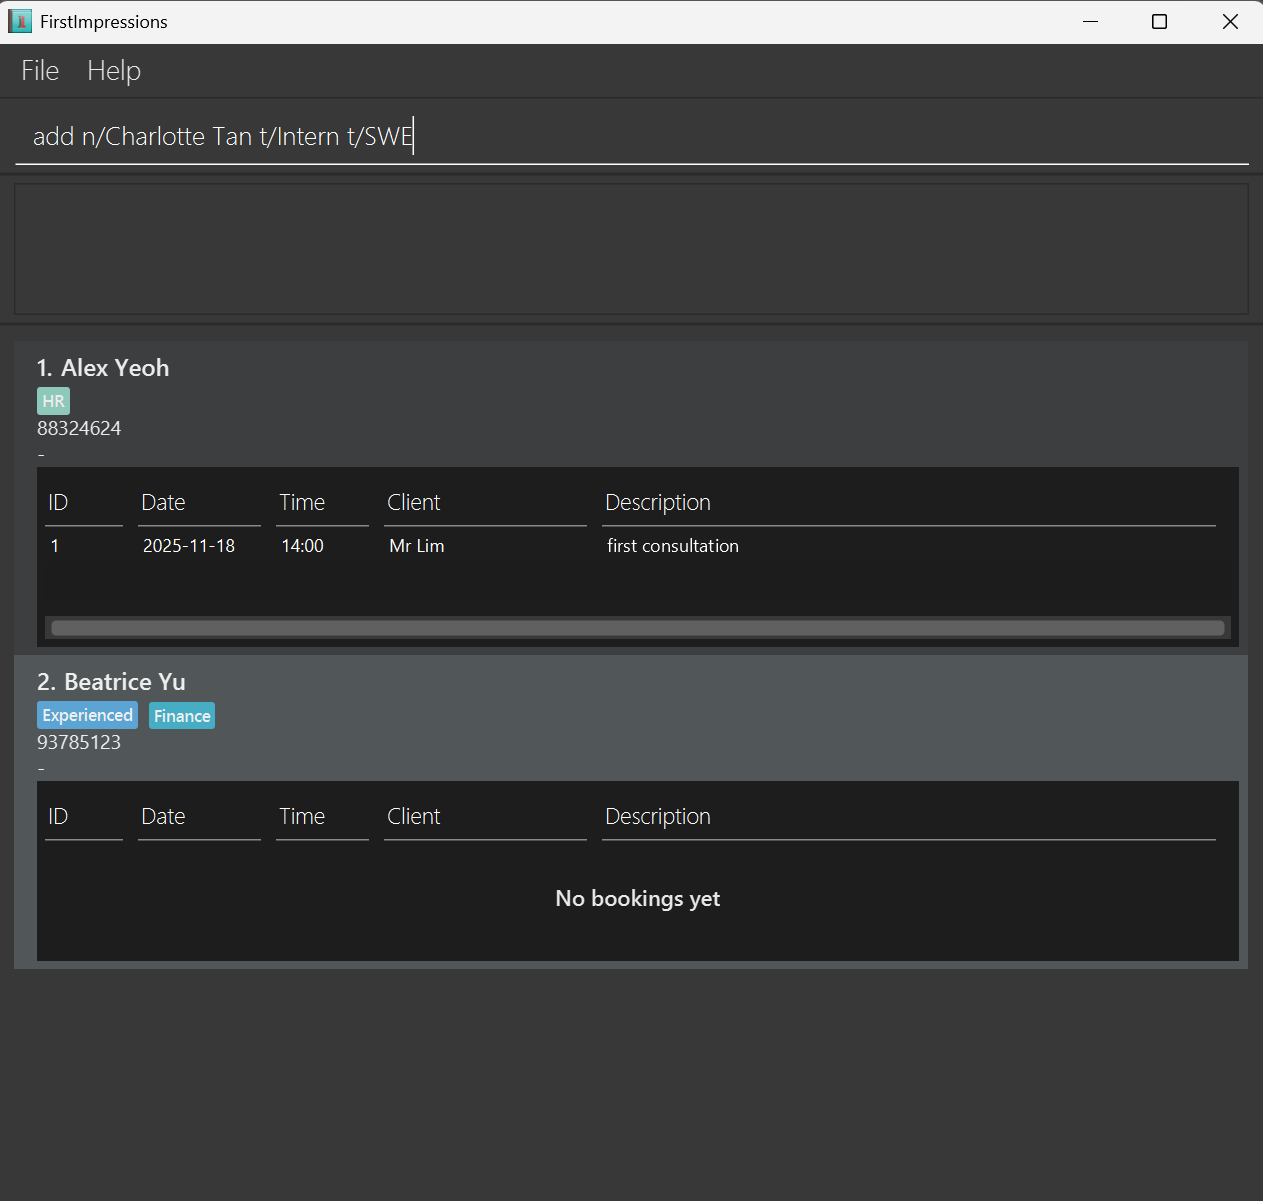 FirstImpressions
File Help
add n/Charlotte Tan t/Intern t/SWE
1. Alex Yeoh
HR
88324624
-
ID Date Time Client Description
1 2025-11-18 14:00 Mr Lim first consultation
2. Beatrice Yu
Experienced Finance
93785123
-
ID Date Time Client Description
No bookings yet